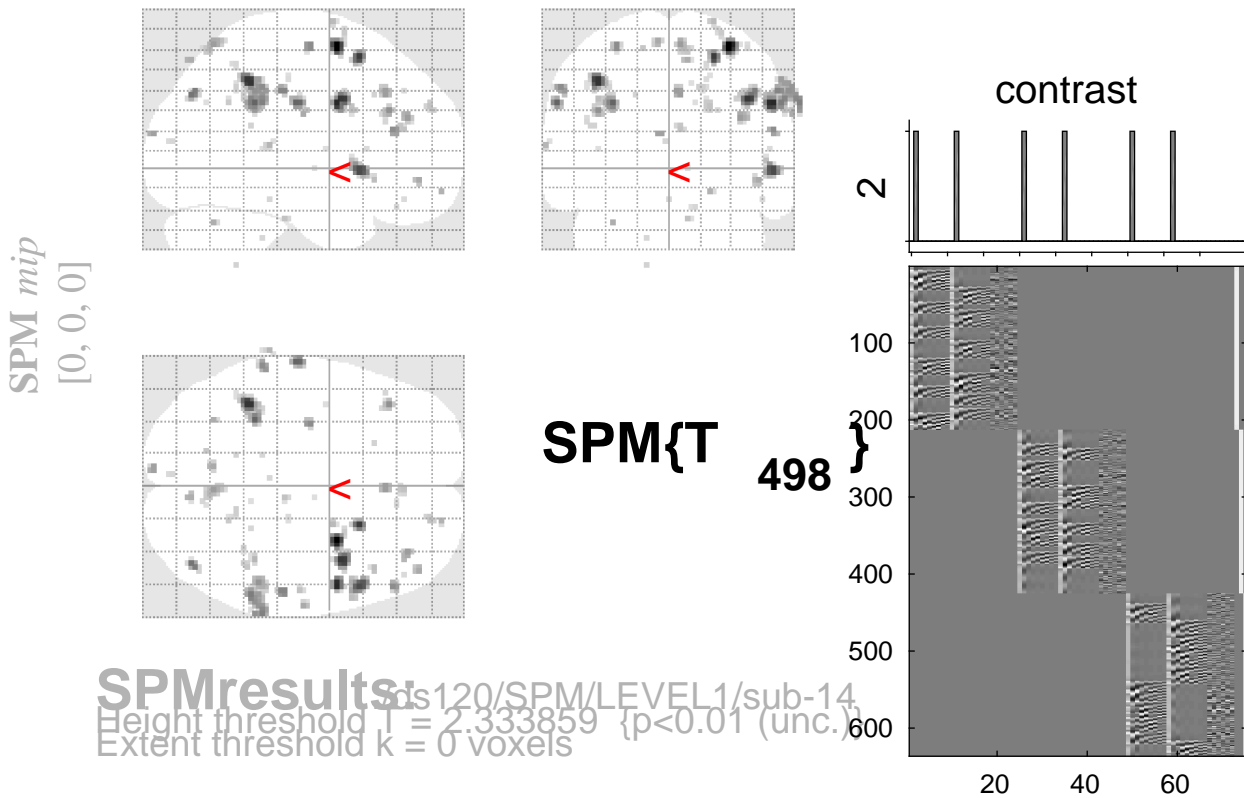 SPM mip
[0, 0, 0]
<
<
<
SPM{T498}
SPMresults:./ds120/SPM/LEVEL1/sub-14
Height threshold T = 2.333859 {p<0.01 (unc.)}
Extent threshold k = 0 voxels
contrast
2
100
200
300
400
500
600
20 40 60